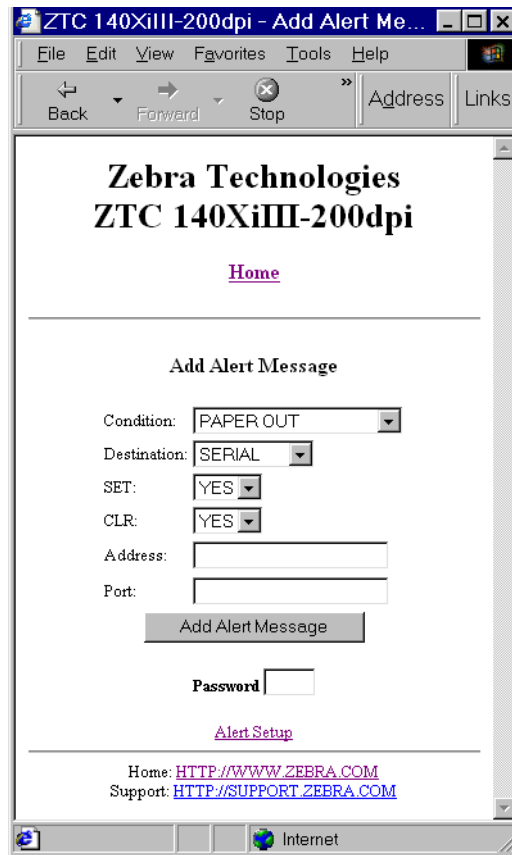 ZTC 140XiIII-200dpi - Add Alert Me...
File Edit View Favorites Tools Help
Back Forward Stop » Address Links
Zebra Technologies
ZTC 140XiIII-200dpi
Home
Add Alert Message
Condition: PAPER OUT
Destination: SERIAL
SET: YES
CLR: YES
Address:
Port:
Add Alert Message
Password
Alert Setup
Home: HTTP://WWW.ZEBRA.COM
Support: HTTP://SUPPORT.ZEBRA.COM
Internet